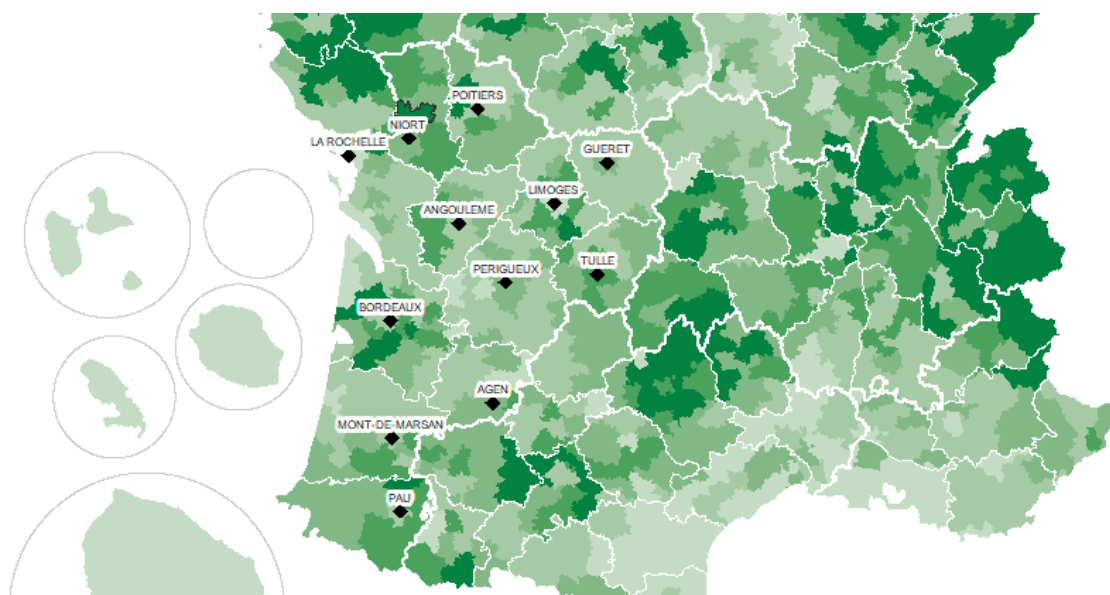 POITIERS
NIORT
LA ROCHELLE
GUERET
LIMOGES
ANGOULEME
TULLE
PERIGUEUX
BORDEAUX
AGEN
MONT-DE-MARSAN
PAU